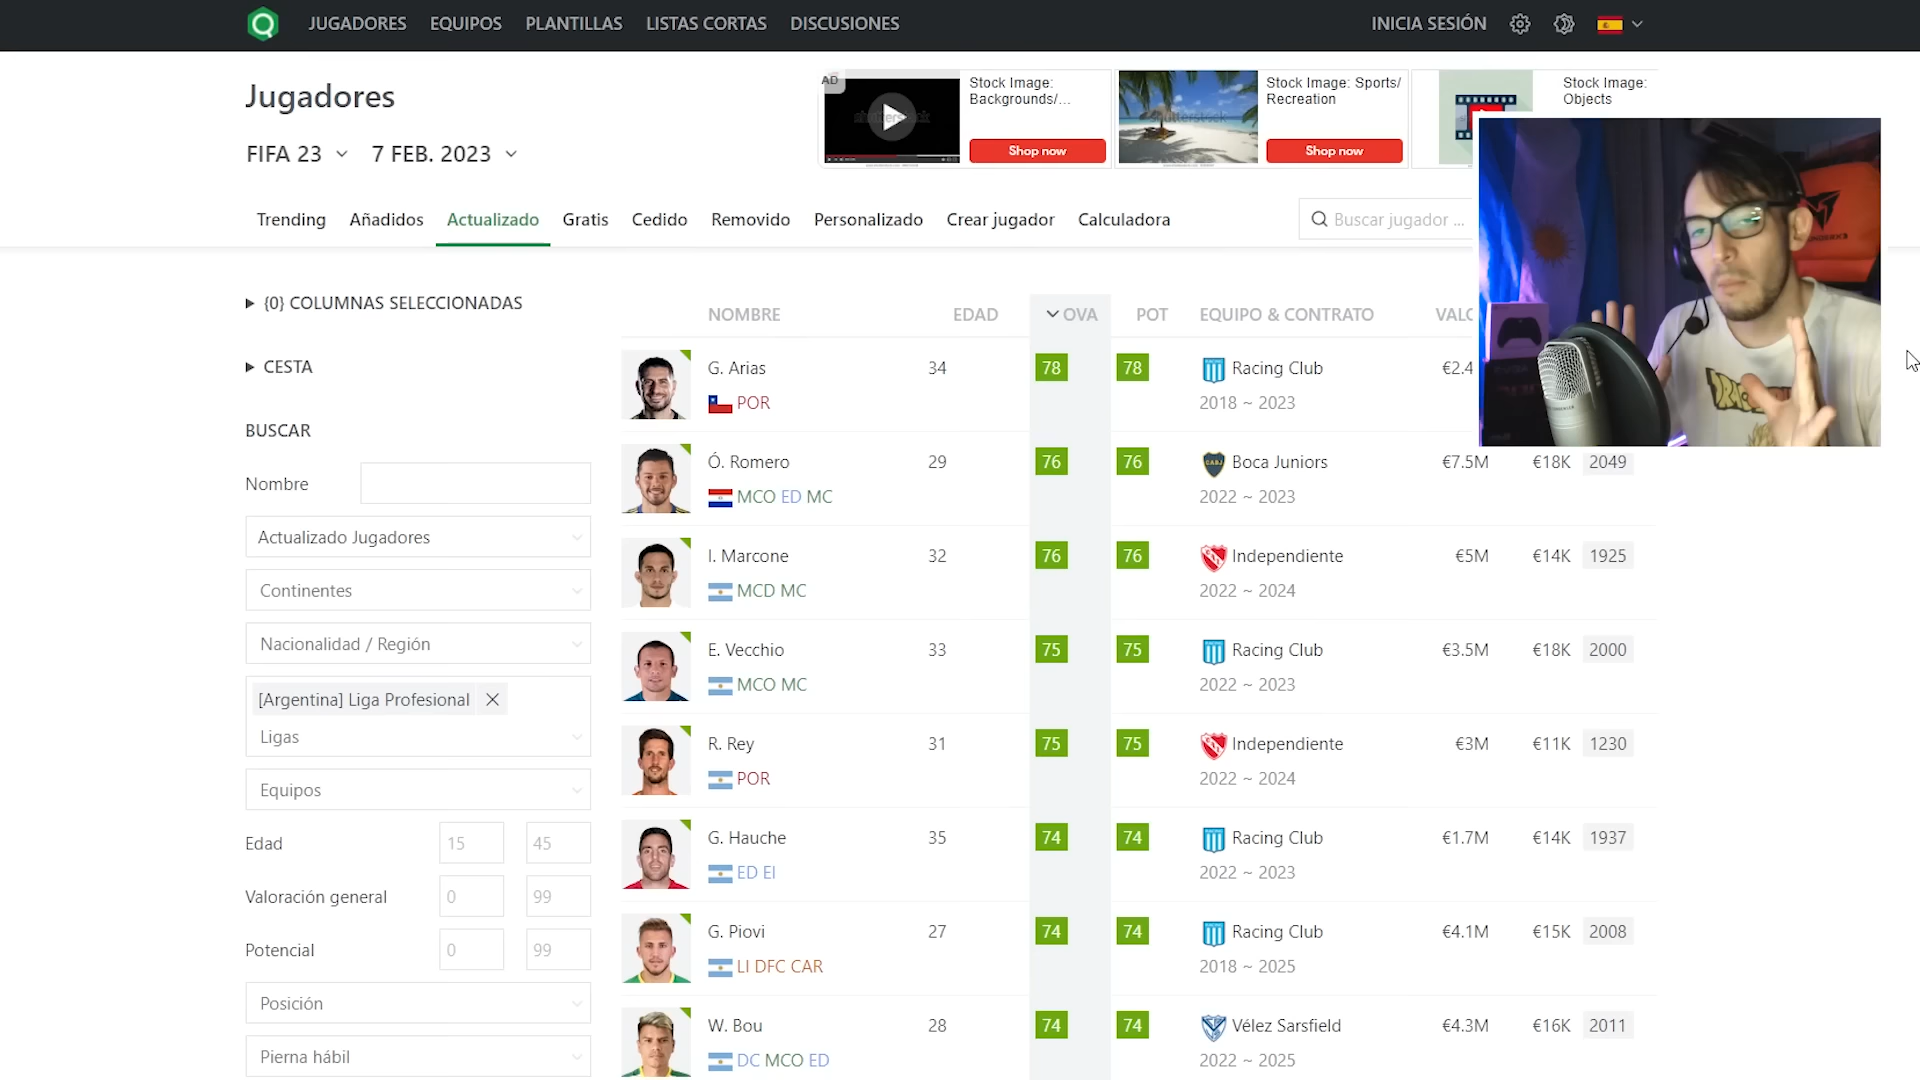 JUGADORES EQUIPOS PLANTILLAS LISTAS CORTAS DISCUSIONES INICIA SESIÓN
Jugadores
FIFA 23 7 FEB. 2023
AD
Stock Image: Backgrounds/...
Shop now
Stock Image: Sports/ Recreation
Shop now
Stock Image: Objects
Trending Añadidos Actualizado Gratis Cedido Removido Personalizado Crear jugador Calculadora Buscar jugador ...
{0} COLUMNAS SELECCIONADAS
CESTA
BUSCAR
Nombre
Actualizado Jugadores
Continentes
Nacionalidad / Región
[Argentina] Liga Profesional
Ligas
Equipos
Edad 15 45
Valoración general 0 99
Potencial 0 99
Posición
Pierna hábil
NOMBRE EDAD OVA POT EQUIPO & CONTRATO VALO
G. Arias 34 78 78 Racing Club €2.4
POR 2018 ~ 2023
Ó. Romero 29 76 76 Boca Juniors €7.5M €18K 2049
MCO ED MC 2022 ~ 2023
I. Marcone 32 76 76 Independiente €5M €14K 1925
MCD MC 2022 ~ 2024
E. Vecchio 33 75 75 Racing Club €3.5M €18K 2000
MCO MC 2022 ~ 2023
R. Rey 31 75 75 Independiente €3M €11K 1230
POR 2022 ~ 2024
G. Hauche 35 74 74 Racing Club €1.7M €14K 1937
ED EI 2022 ~ 2023
G. Piovi 27 74 74 Racing Club €4.1M €15K 2008
LI DFC CAR 2018 ~ 2025
W. Bou 28 74 74 Vélez Sarsfield €4.3M €16K 2011
DC MCO ED 2022 ~ 2025